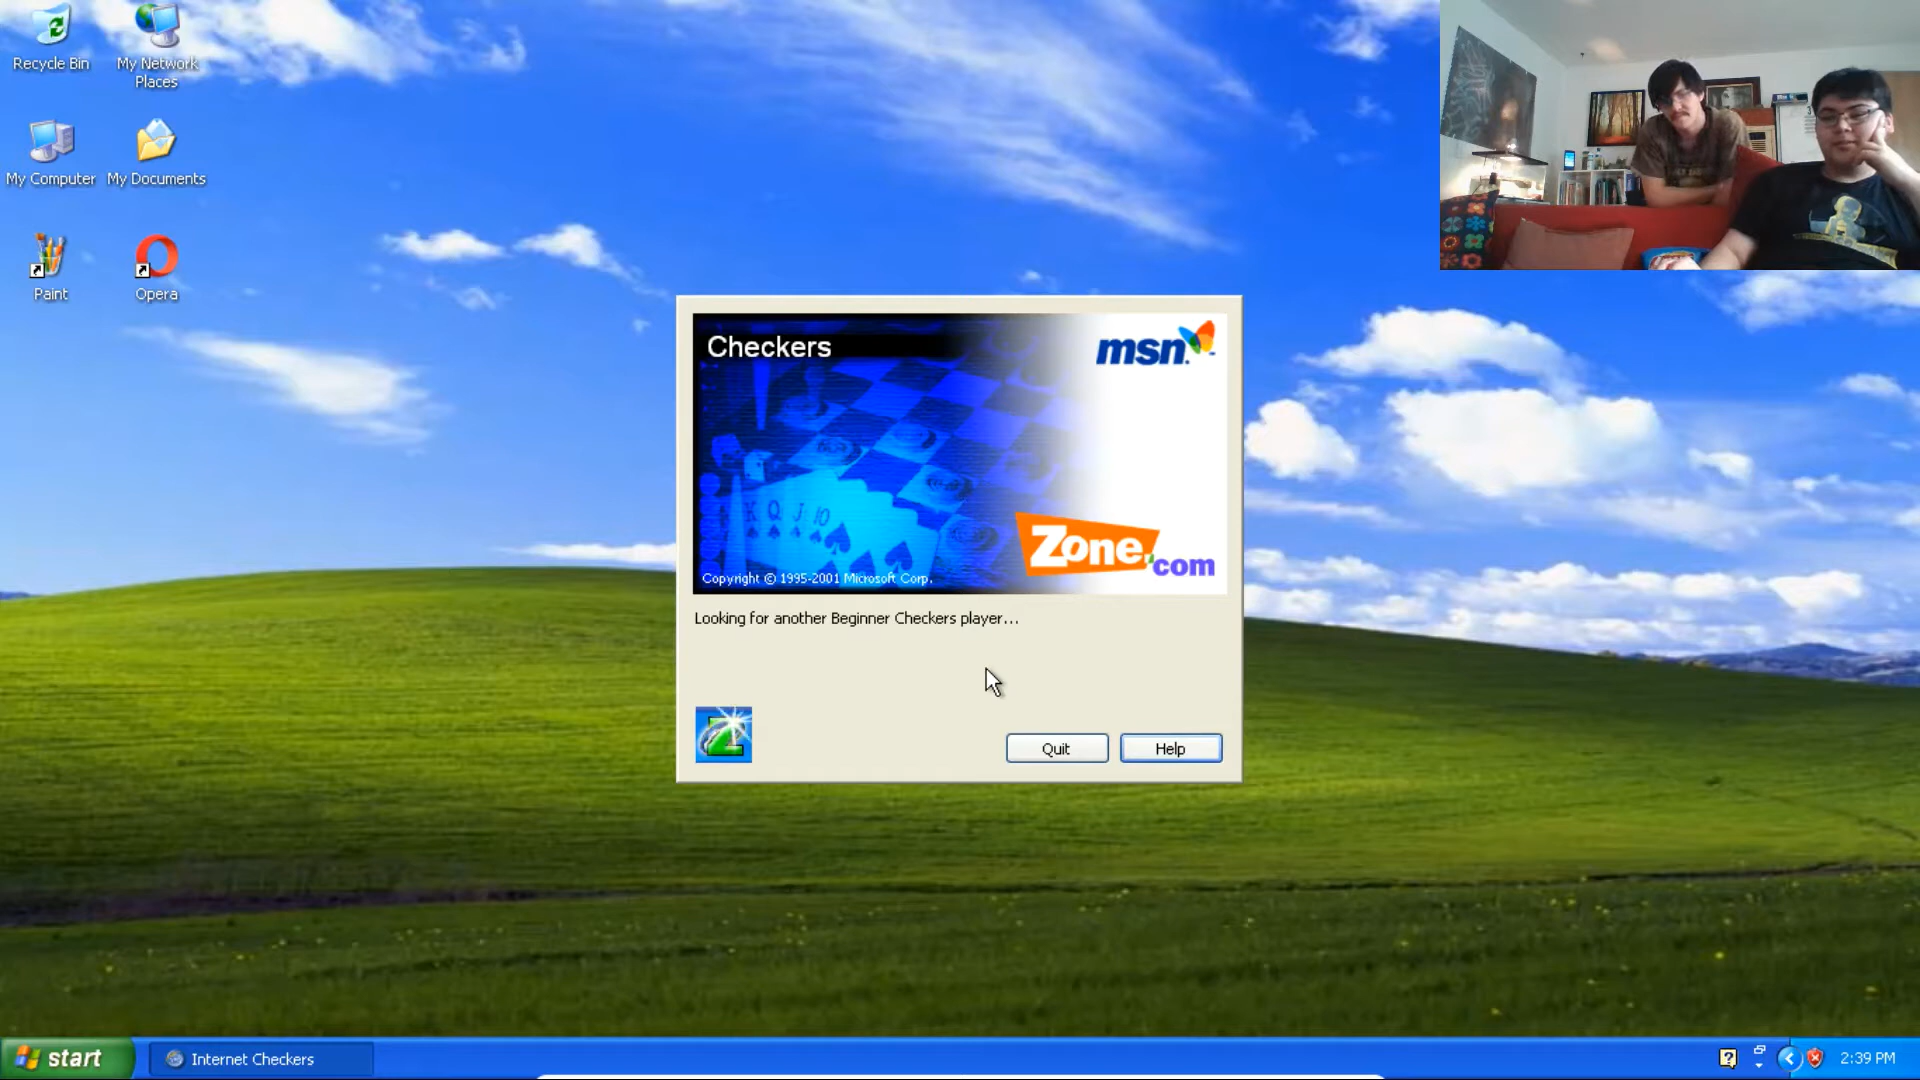 Recycle Bin
My Network
Places
My Computer
My Documents
Paint
Opera
Checkers
msn.
K Q J 10
Zone.com
Copyright © 1995-2001 Microsoft Corp.
Looking for another Beginner Checkers player...
Quit
Help
start
Internet Checkers
2:39 PM